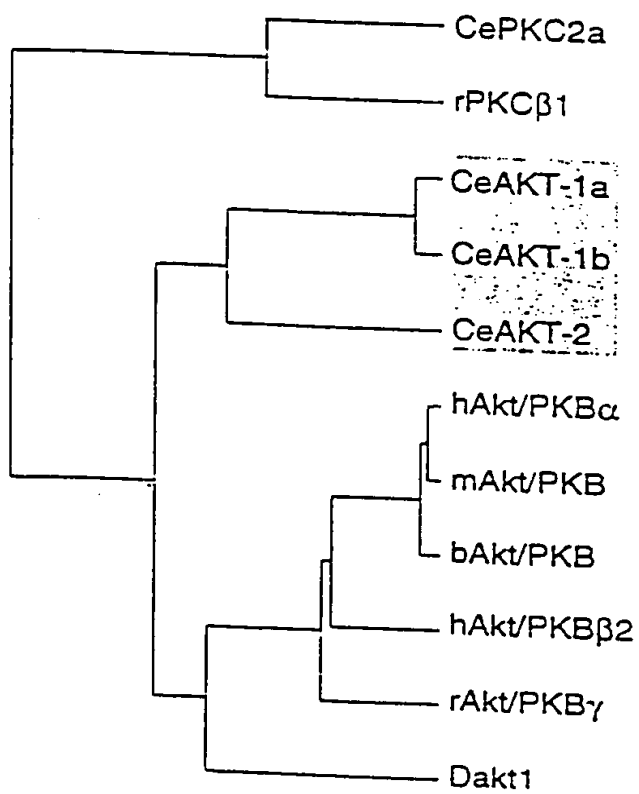 CePKC2a
rPKCβ1
CeAKT-1a
CeAKT-1b
CeAKT-2
hAkt/PKBα
mAkt/PKB
bAkt/PKB
hAkt/PKBβ2
rAkt/PKBγ
Dakt1